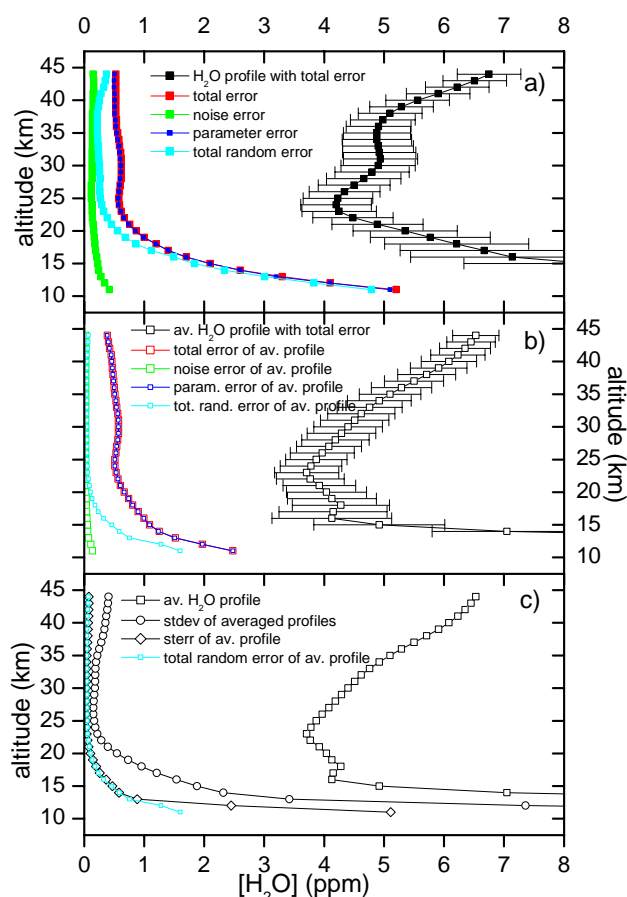 0 1 2 3 4 5 6 7 8
45
40
35
30
25
20
15
10
altitude (km)
a)
H2O profile with total error
total error
noise error
parameter error
total random error
b)
av. H2O profile with total error
total error of av. profile
noise error of av. profile
param. error of av. profile
tot. rand. error of av. profile
45
40
35
30
25
20
15
10
altitude (km)
c)
av. H2O profile
stdev of averaged profiles
sterr of av. profile
total random error of av. profile
45
40
35
30
25
20
15
10
altitude (km)
0 1 2 3 4 5 6 7 8
[H2O] (ppm)